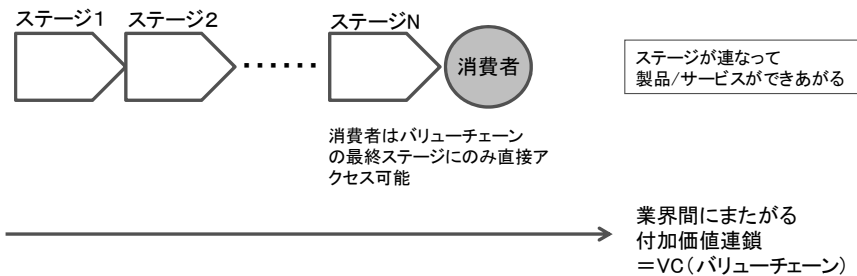 ステージ1
ステージ2
ステージN
・・・・・・
消費者
ステージが連なって
製品/サービスができあがる
消費者はバリューチェーン
の最終ステージにのみ直接ア
クセス可能
業界間にまたがる
付加価値連鎖
＝VC（バリューチェーン）